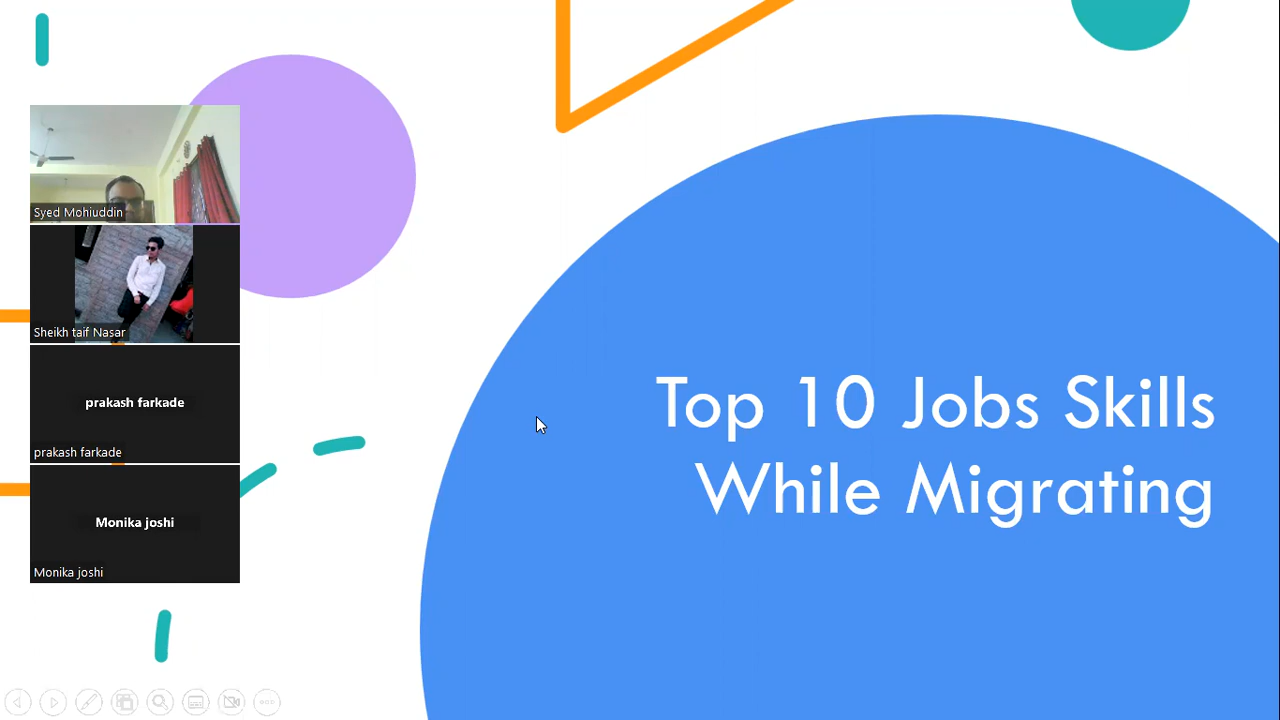 Syed Mohiuddin
Sheikh taif Nasar
prakash farkade
prakash farkade
Monika joshi
Monika joshi
Top 10 Jobs Skills
While Migrating